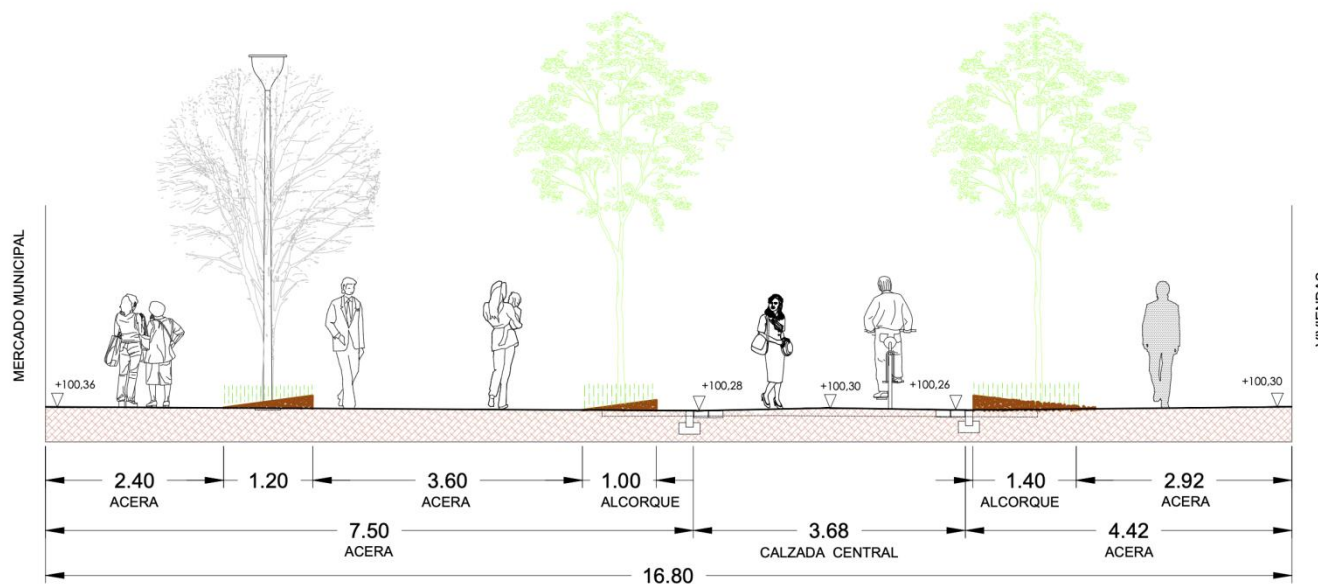 MERCADO MUNICIPAL
VIVIENDAS
+100,36
+100,28
+100,30
+100,26
+100,30
2.40
ACERA
1.20
3.60
ACERA
1.00
ALCORQUE
1.40
ALCORQUE
2.92
ACERA
7.50
ACERA
3.68
CALZADA CENTRAL
4.42
ACERA
16.80